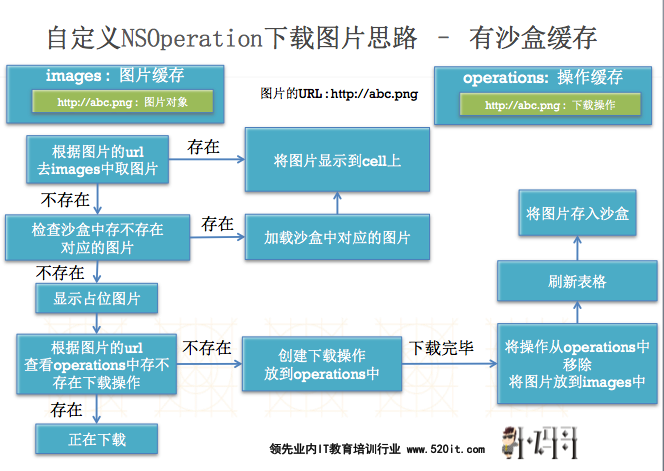 自定义NSOperation下载图片思路 – 有沙盒缓存
images : 图片缓存
http://abc.png : 图片对象
图片的URL : http://abc.png
operations: 操作缓存
http://abc.png : 下载操作
根据图片的url
去images中取图片
存在
将图片显示到cell上
不存在
检查沙盒中存不存在
对应的图片
存在
加载沙盒中对应的图片
将图片存入沙盒
不存在
显示占位图片
刷新表格
根据图片的url
查看operations中存不
存在下载操作
不存在
创建下载操作
放到operations中
下载完毕
将操作从operations中
移除
将图片放到images中
存在
正在下载
领先业内IT教育培训行业 www.520it.com
小码哥